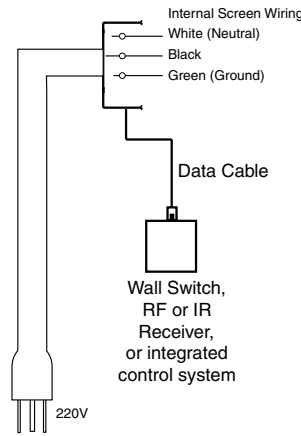 Internal Screen Wiring
White (Neutral)
Black
Green (Ground)
Data Cable
Wall Switch,
RF or IR
Receiver,
or integrated
control system
220V